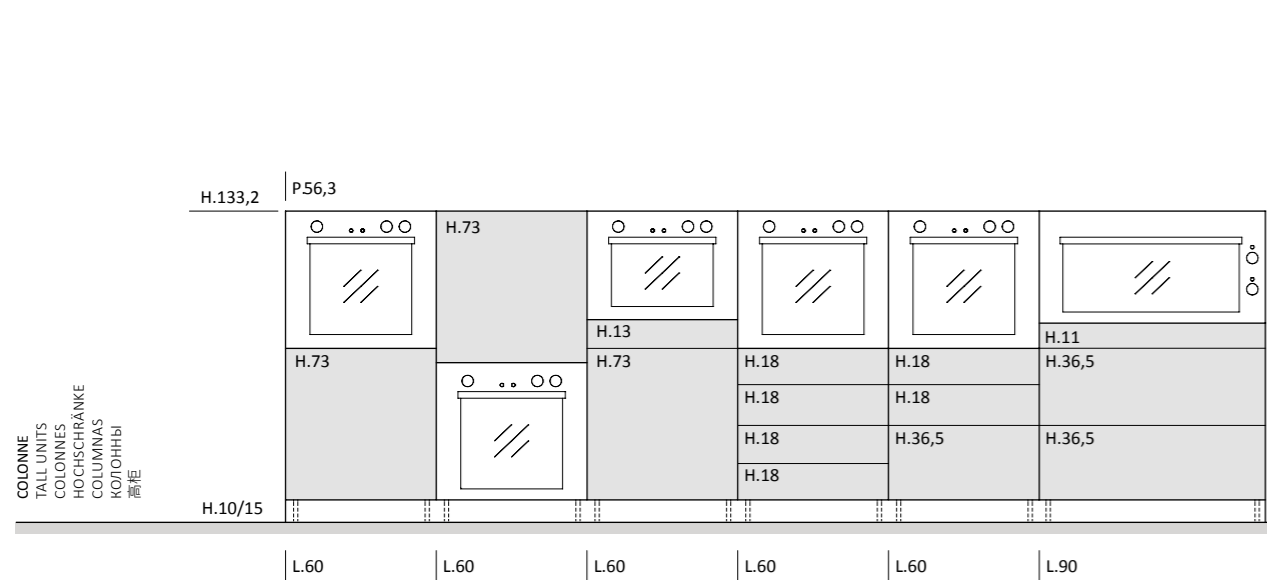 H.133,2
P.56,3
H.73
H.13
H.11
H.73
H.73
H.18
H.18
H.36,5
H.18
H.18
H.18
H.36,5
H.36,5
H.18
H.10/15
COLONNE
TALL UNITS
COLONNES
HOCHSCHRÄNKE
COLUMNAS
КОЛОННЫ
高柜
L.60
L.60
L.60
L.60
L.60
L.90